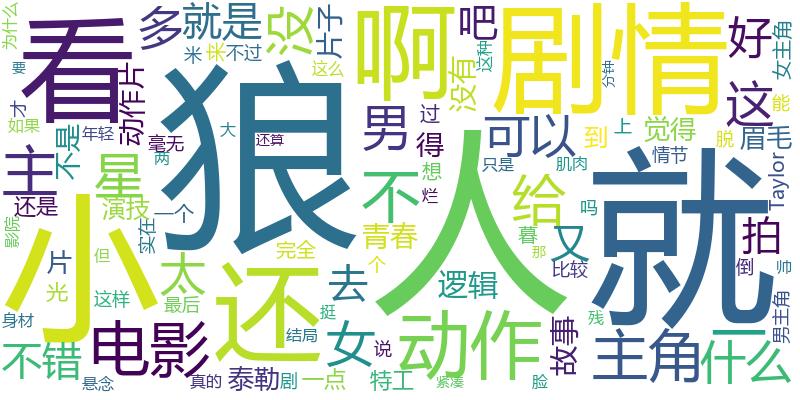 为什么
多
就是
没
片子
啊
吧
剧情
好
女主角
看
米
来
不过
这么
没有
这种
分钟
要
动作片
狼
人
就
这
能
才
如果
年轻
毫无
大
还算
男
过
得
可以
到
上
觉得
脱
眉毛
不是
两
想
烂
只是
肌肉
情节
Taylor
主
星
不
给
吗
还是
演技
一个
小
还
青春
暮
又
那
比较
拍
倒
影院
片
但
实在
完全
个
去
逻辑
故事
男主角
光
这样
太
最后
电影
女
说
动作
残
主角
什么
身材
挺
结局
不错
悬念
真的
泰勒
剧
一点
特工
紧凑
脸